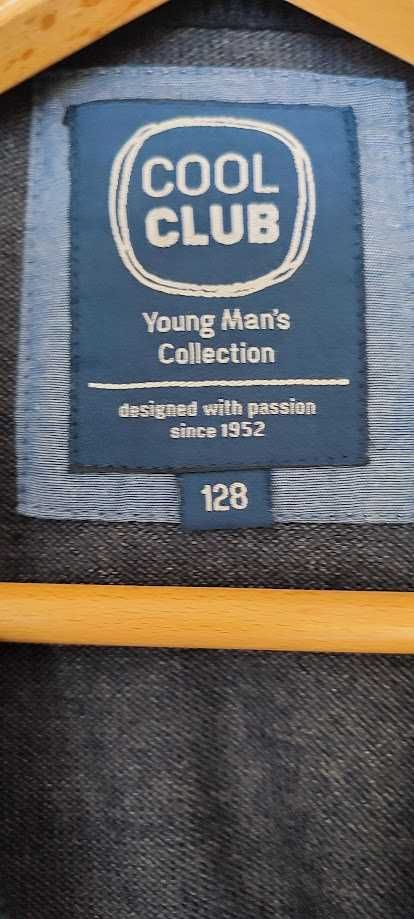 COOL
CLUB
Young Man's
Collection
designed with passion
since 1952
128